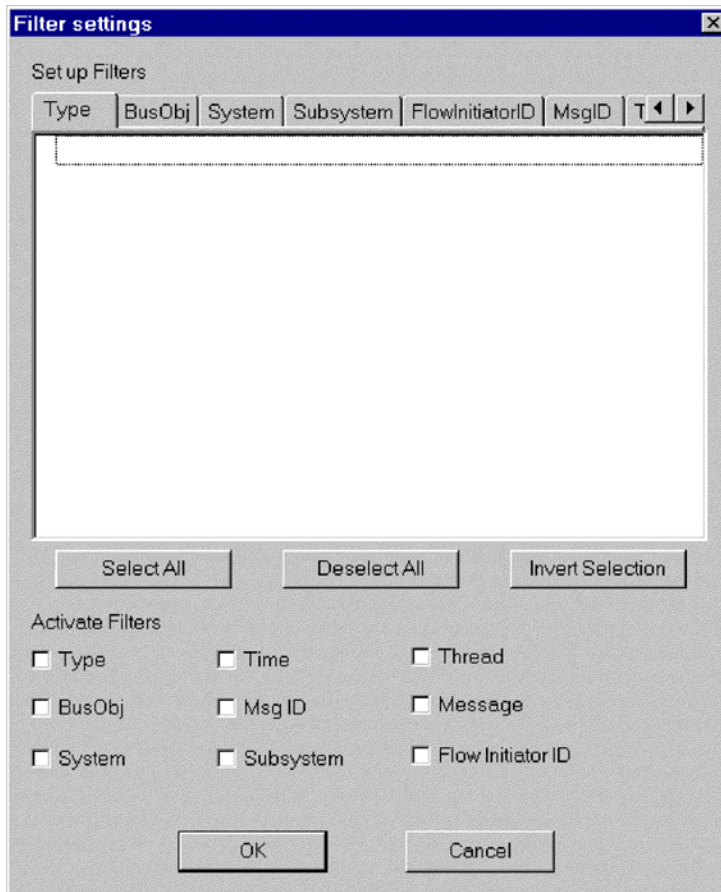 Filter settings
Set up Filters
Type BusObj System Subsystem FlowInitiatorID MsgID T
Select All Deselect All Invert Selection
Activate Filters
Type Time Thread
BusObj Msg ID Message
System Subsystem Flow Initiator ID
OK Cancel